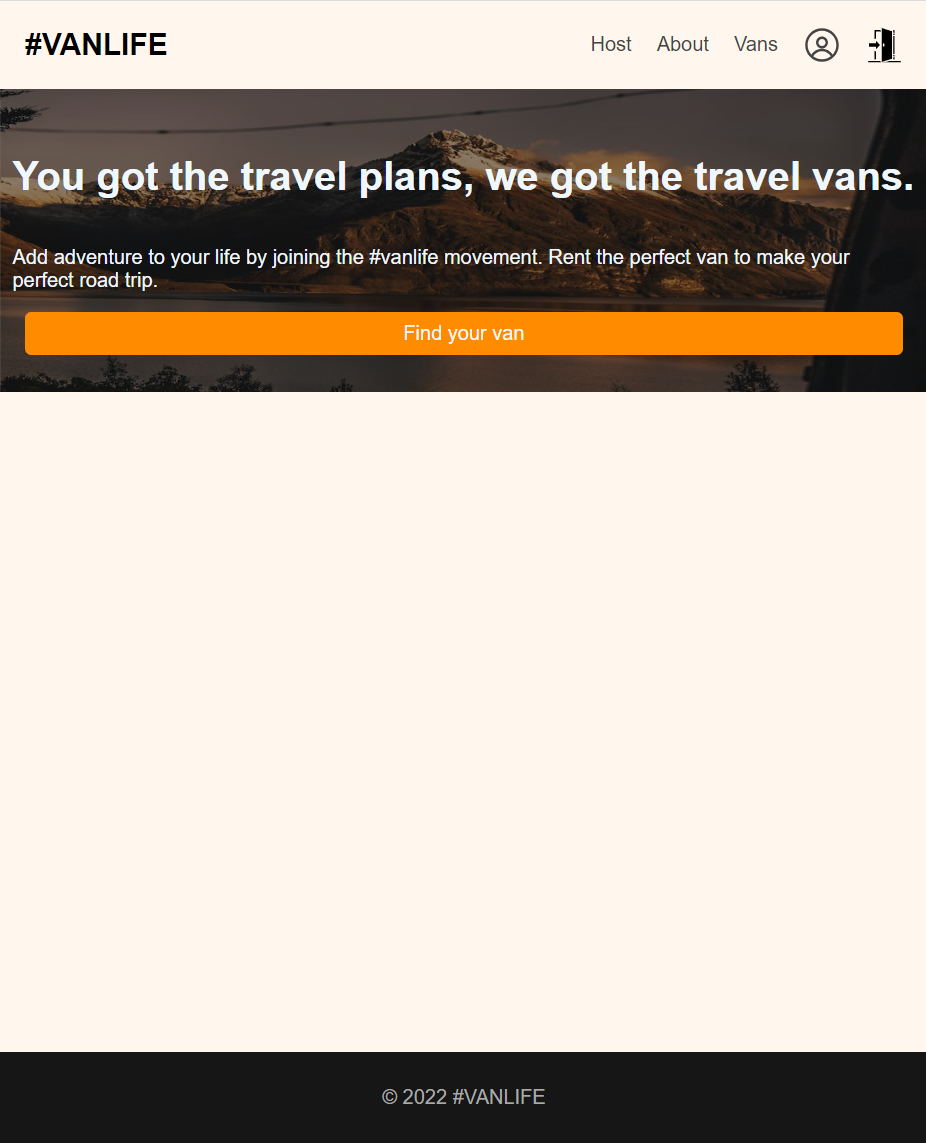 #VANLIFE
Host About Vans
You got the travel plans, we got the travel vans.
Add adventure to your life by joining the #vanlife movement. Rent the perfect van to make your
perfect road trip.
Find your van
© 2022 #VANLIFE